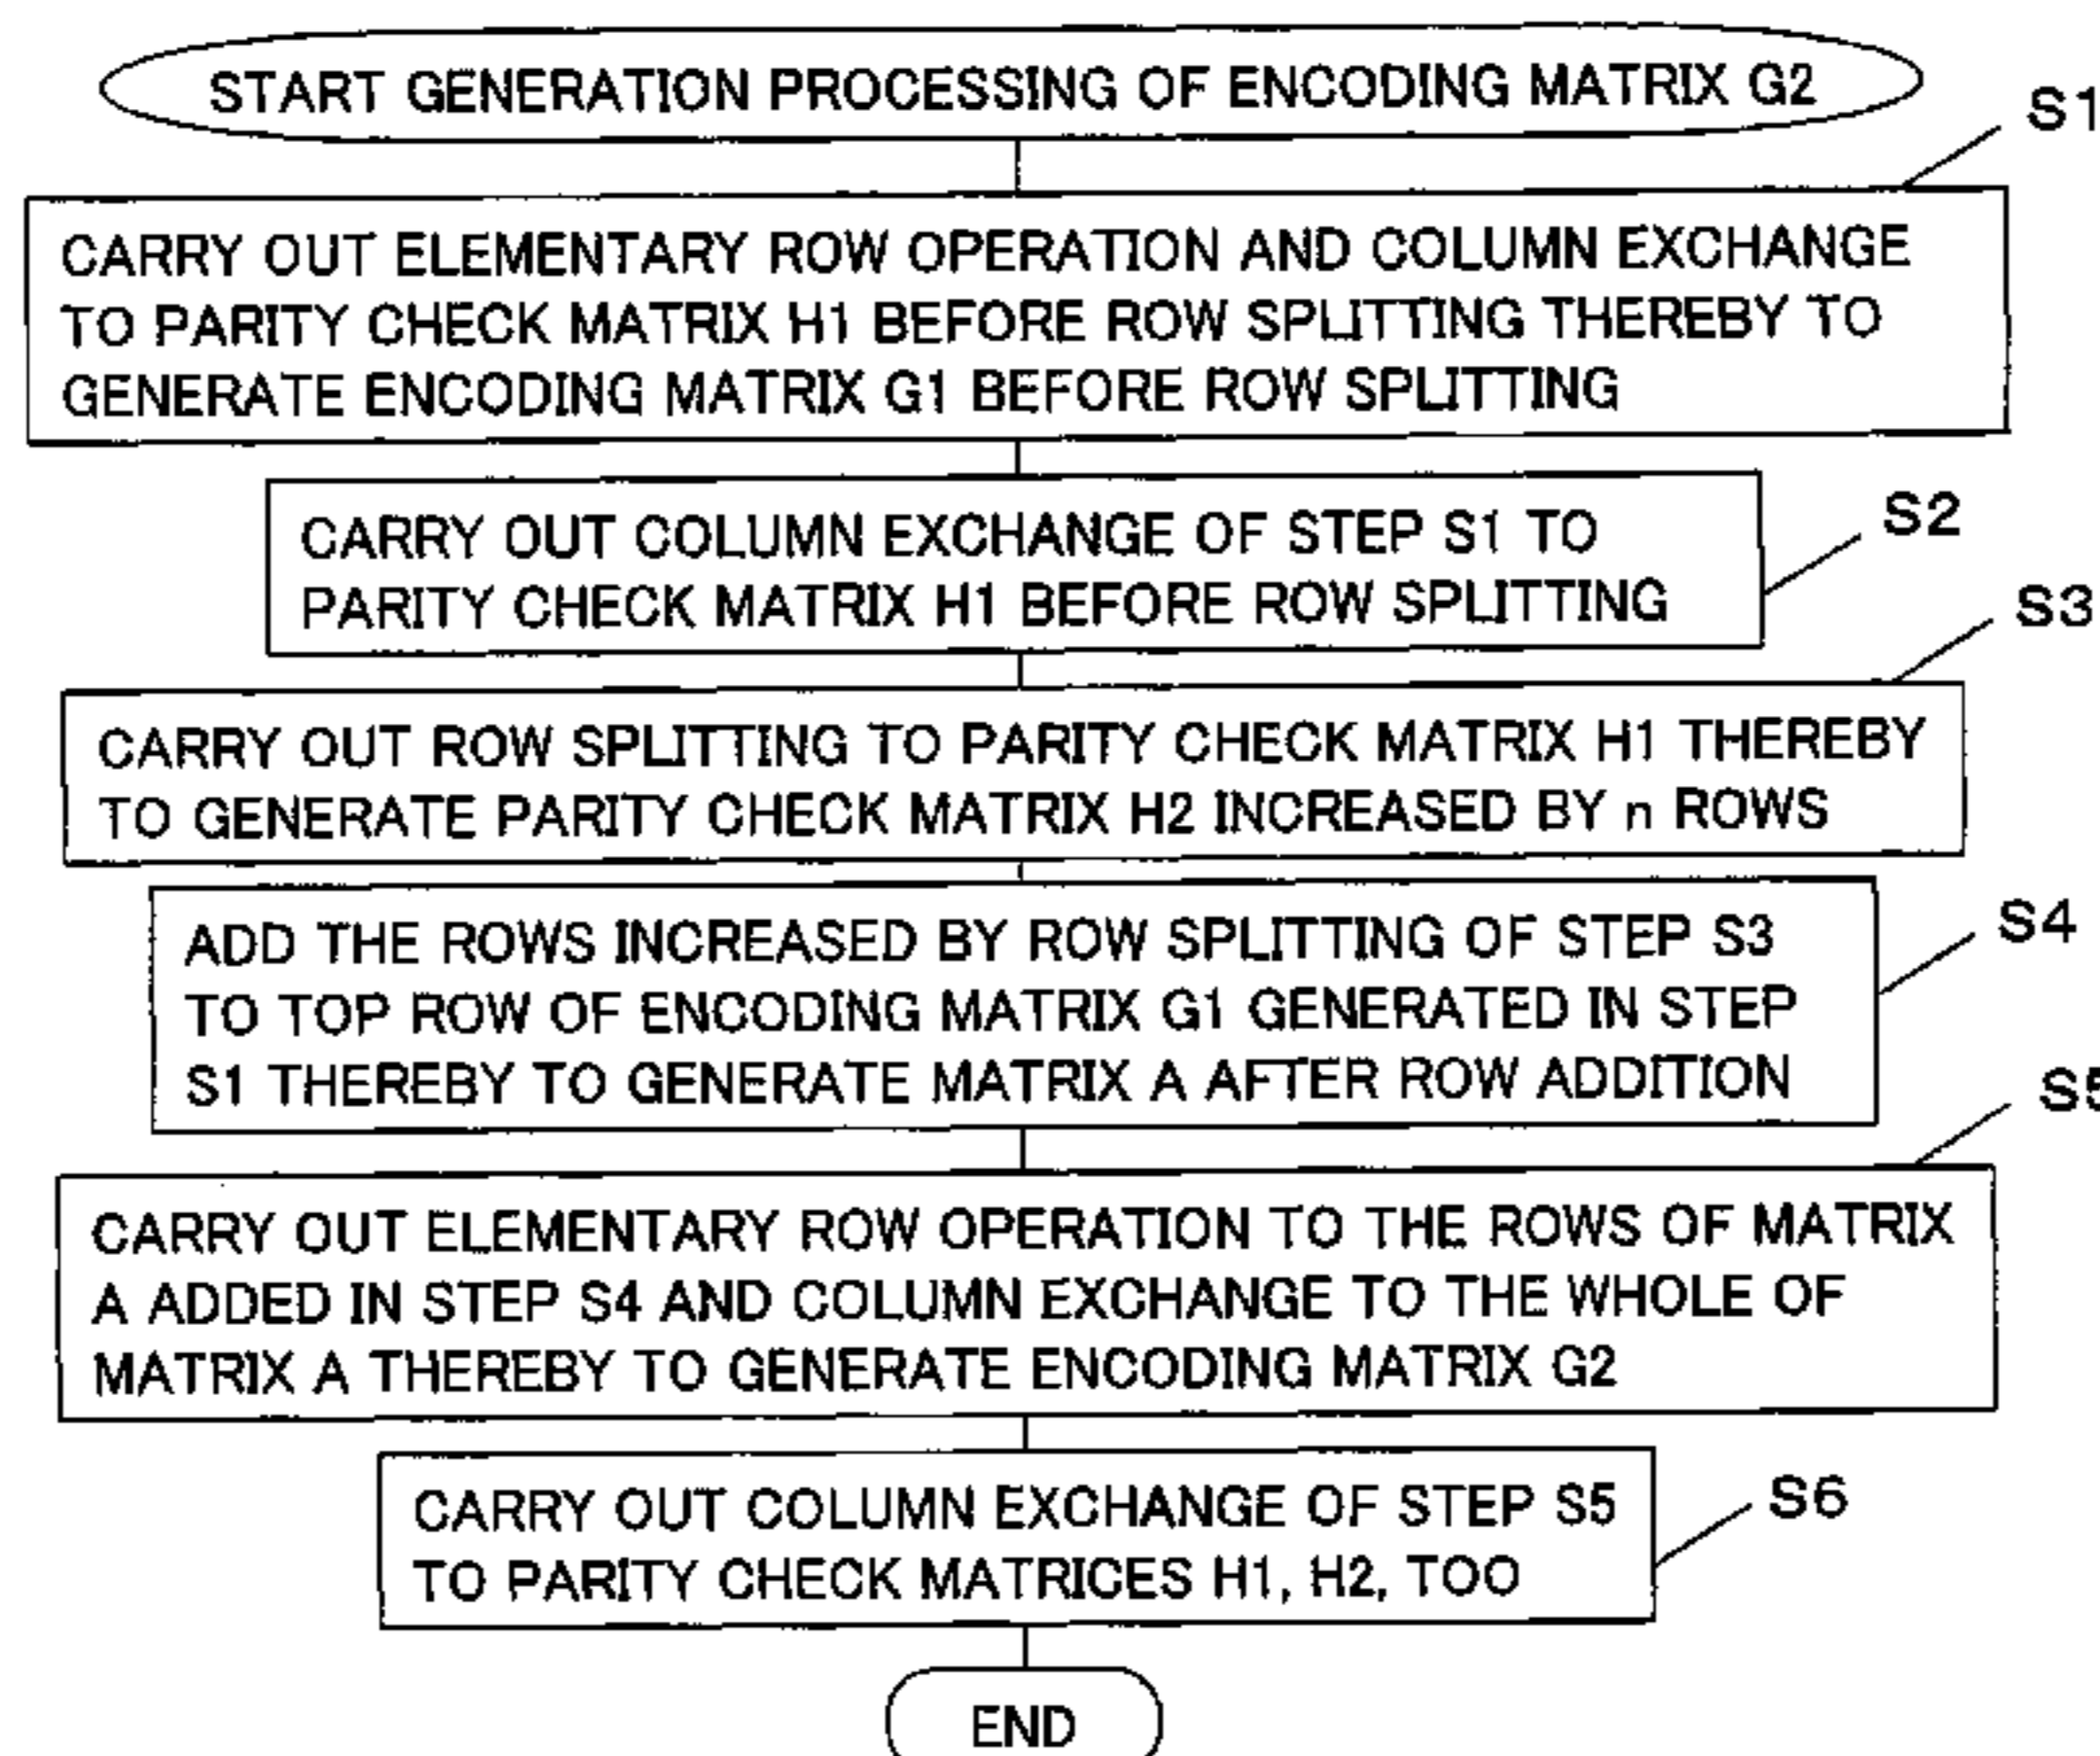 START GENERATION PROCESSING OF ENCODING MATRIX G2
S1
CARRY OUT ELEMENTARY ROW OPERATION AND COLUMN EXCHANGE
TO PARITY CHECK MATRIX H1 BEFORE ROW SPLITTING THEREBY TO
GENERATE ENCODING MATRIX G1 BEFORE ROW SPLITTING
S2
CARRY OUT COLUMN EXCHANGE OF STEP S1 TO
PARITY CHECK MATRIX H1 BEFORE ROW SPLITTING
S3
CARRY OUT ROW SPLITTING TO PARITY CHECK MATRIX H1 THEREBY
TO GENERATE PARITY CHECK MATRIX H2 INCREASED BY n ROWS
S4
ADD THE ROWS INCREASED BY ROW SPLITTING OF STEP S3
TO TOP ROW OF ENCODING MATRIX G1 GENERATED IN STEP
S1 THEREBY TO GENERATE MATRIX A AFTER ROW ADDITION
S5
CARRY OUT ELEMENTARY ROW OPERATION TO THE ROWS OF MATRIX
A ADDED IN STEP S4 AND COLUMN EXCHANGE TO THE WHOLE OF
MATRIX A THEREBY TO GENERATE ENCODING MATRIX G2
S6
CARRY OUT COLUMN EXCHANGE OF STEP S5
TO PARITY CHECK MATRICES H1, H2, TOO
END